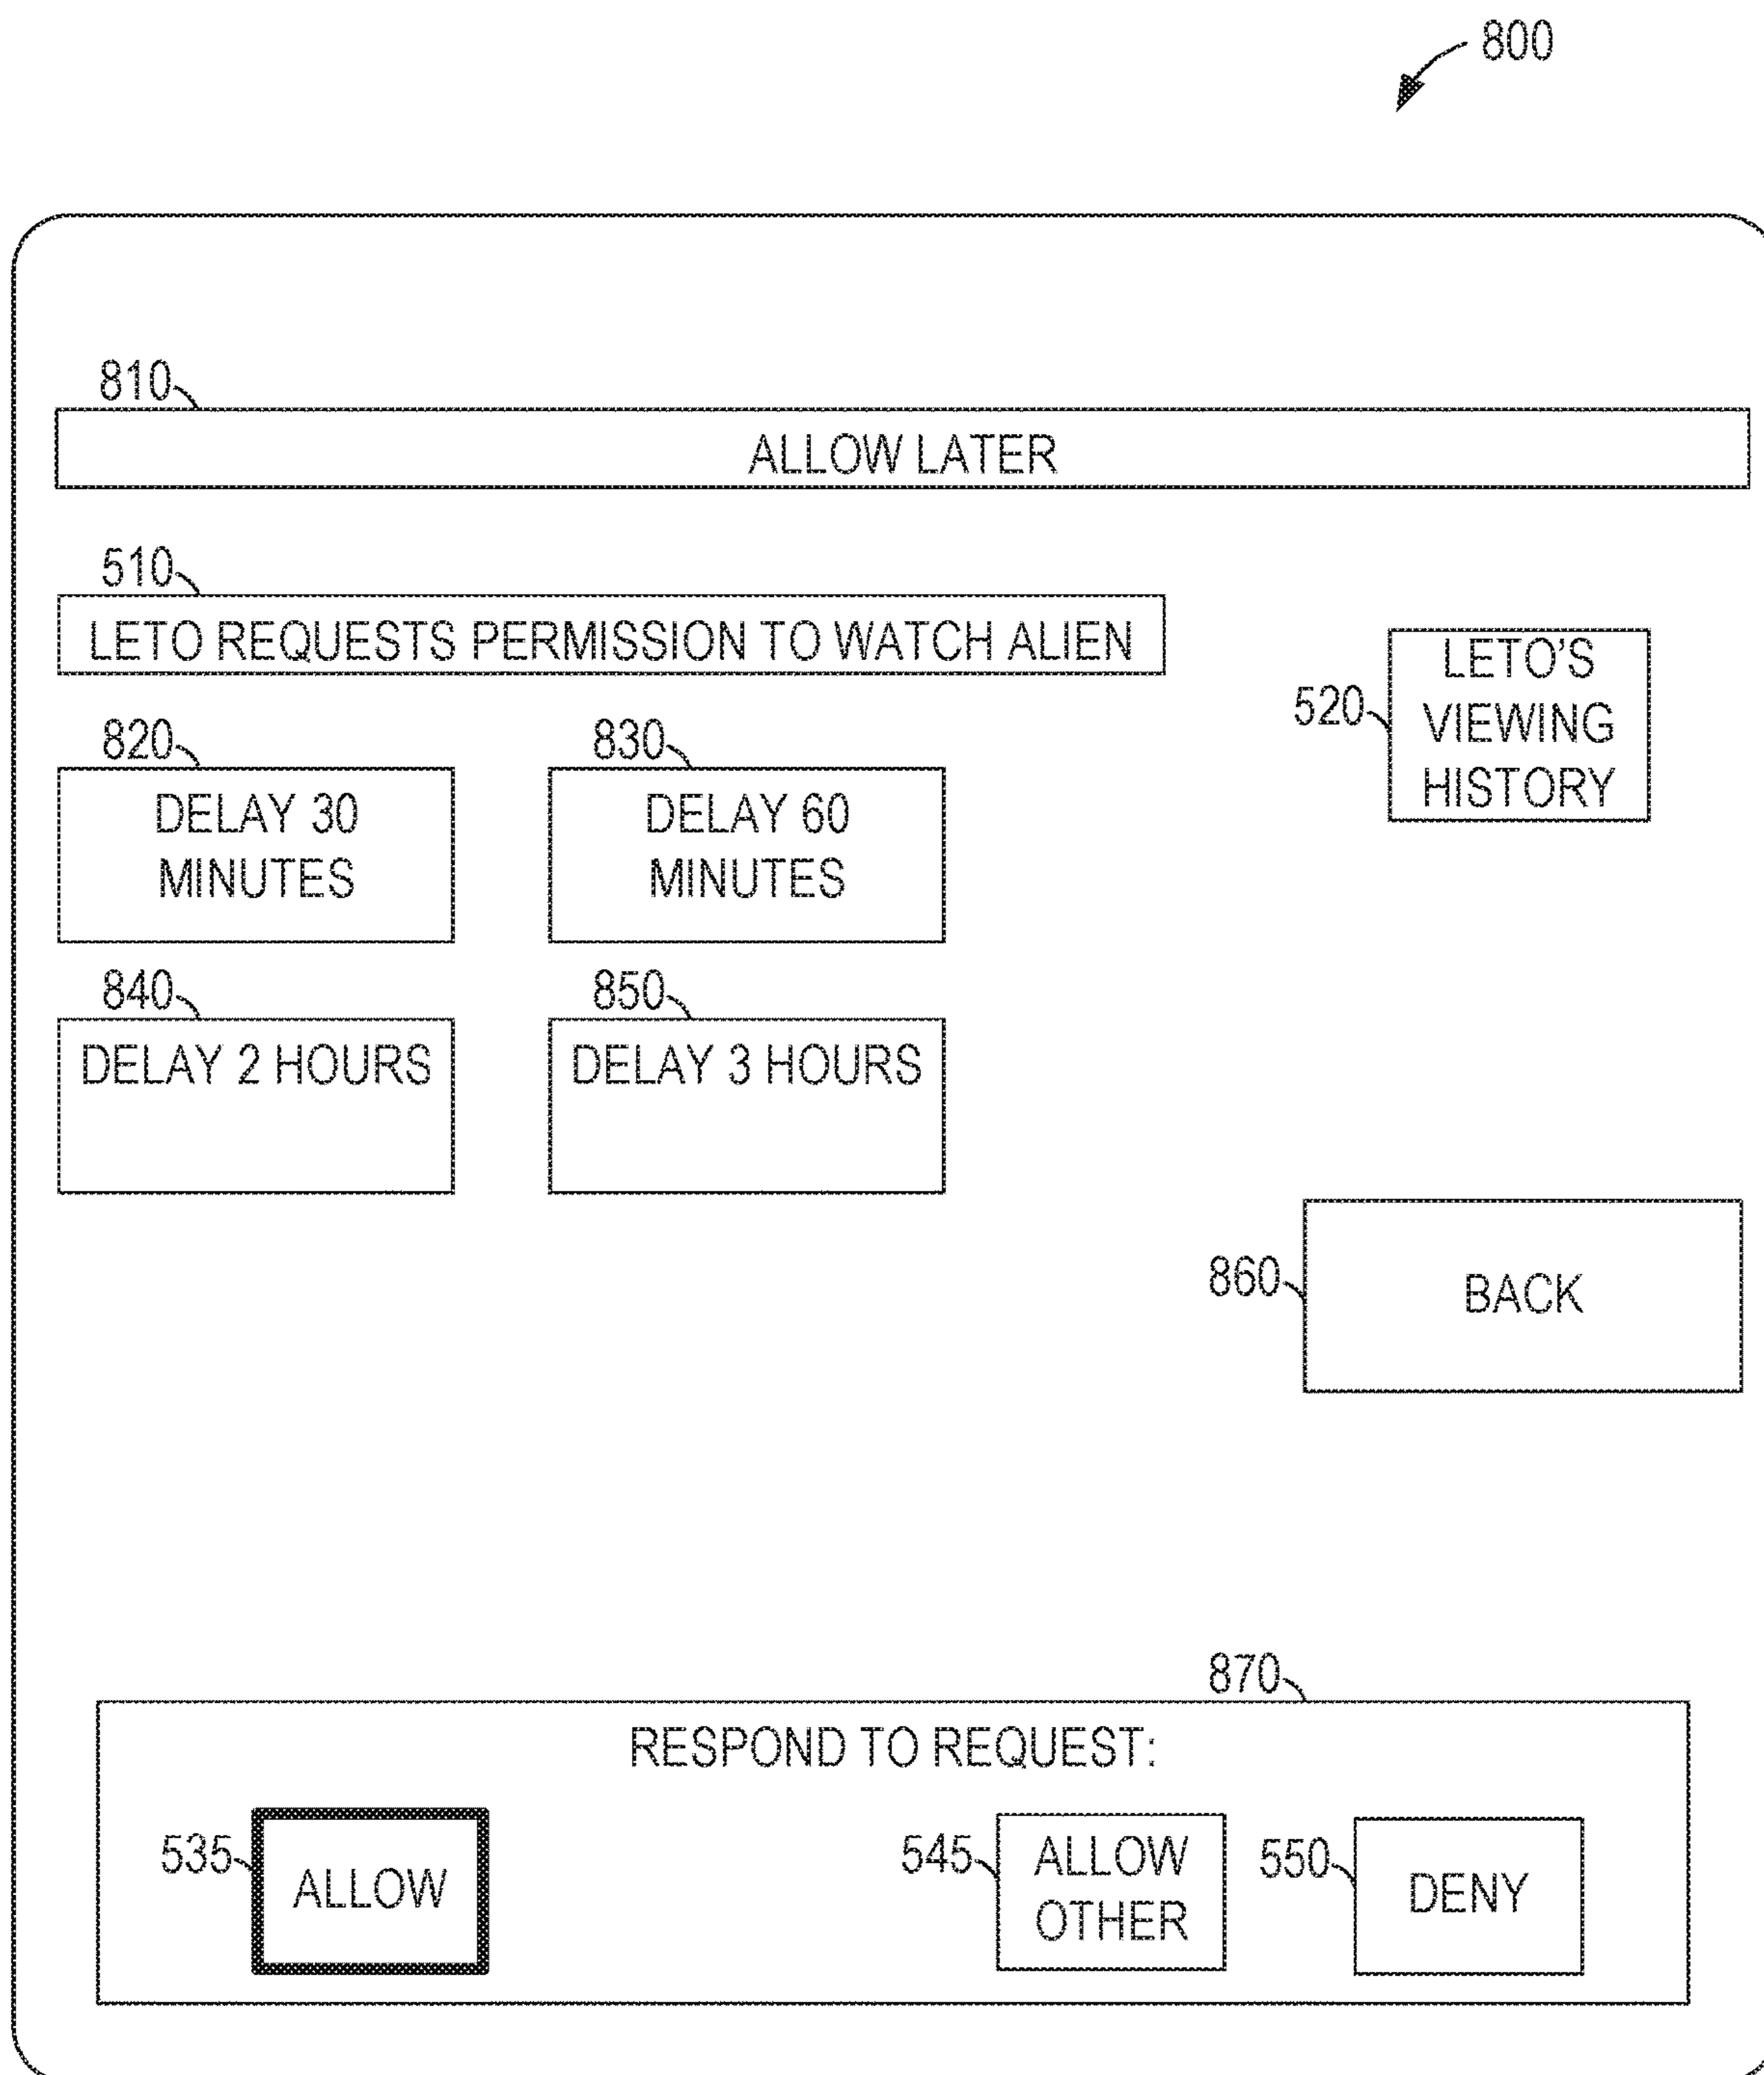 800
810
ALLOW LATER
510
LETO REQUESTS PERMISSION TO WATCH ALIEN
520
LETO'S
VIEWING
HISTORY
820
DELAY 30
MINUTES
830
DELAY 60
MINUTES
840
DELAY 2 HOURS
850
DELAY 3 HOURS
860
BACK
870
RESPOND TO REQUEST:
535
ALLOW
545
ALLOW
OTHER
550
DENY